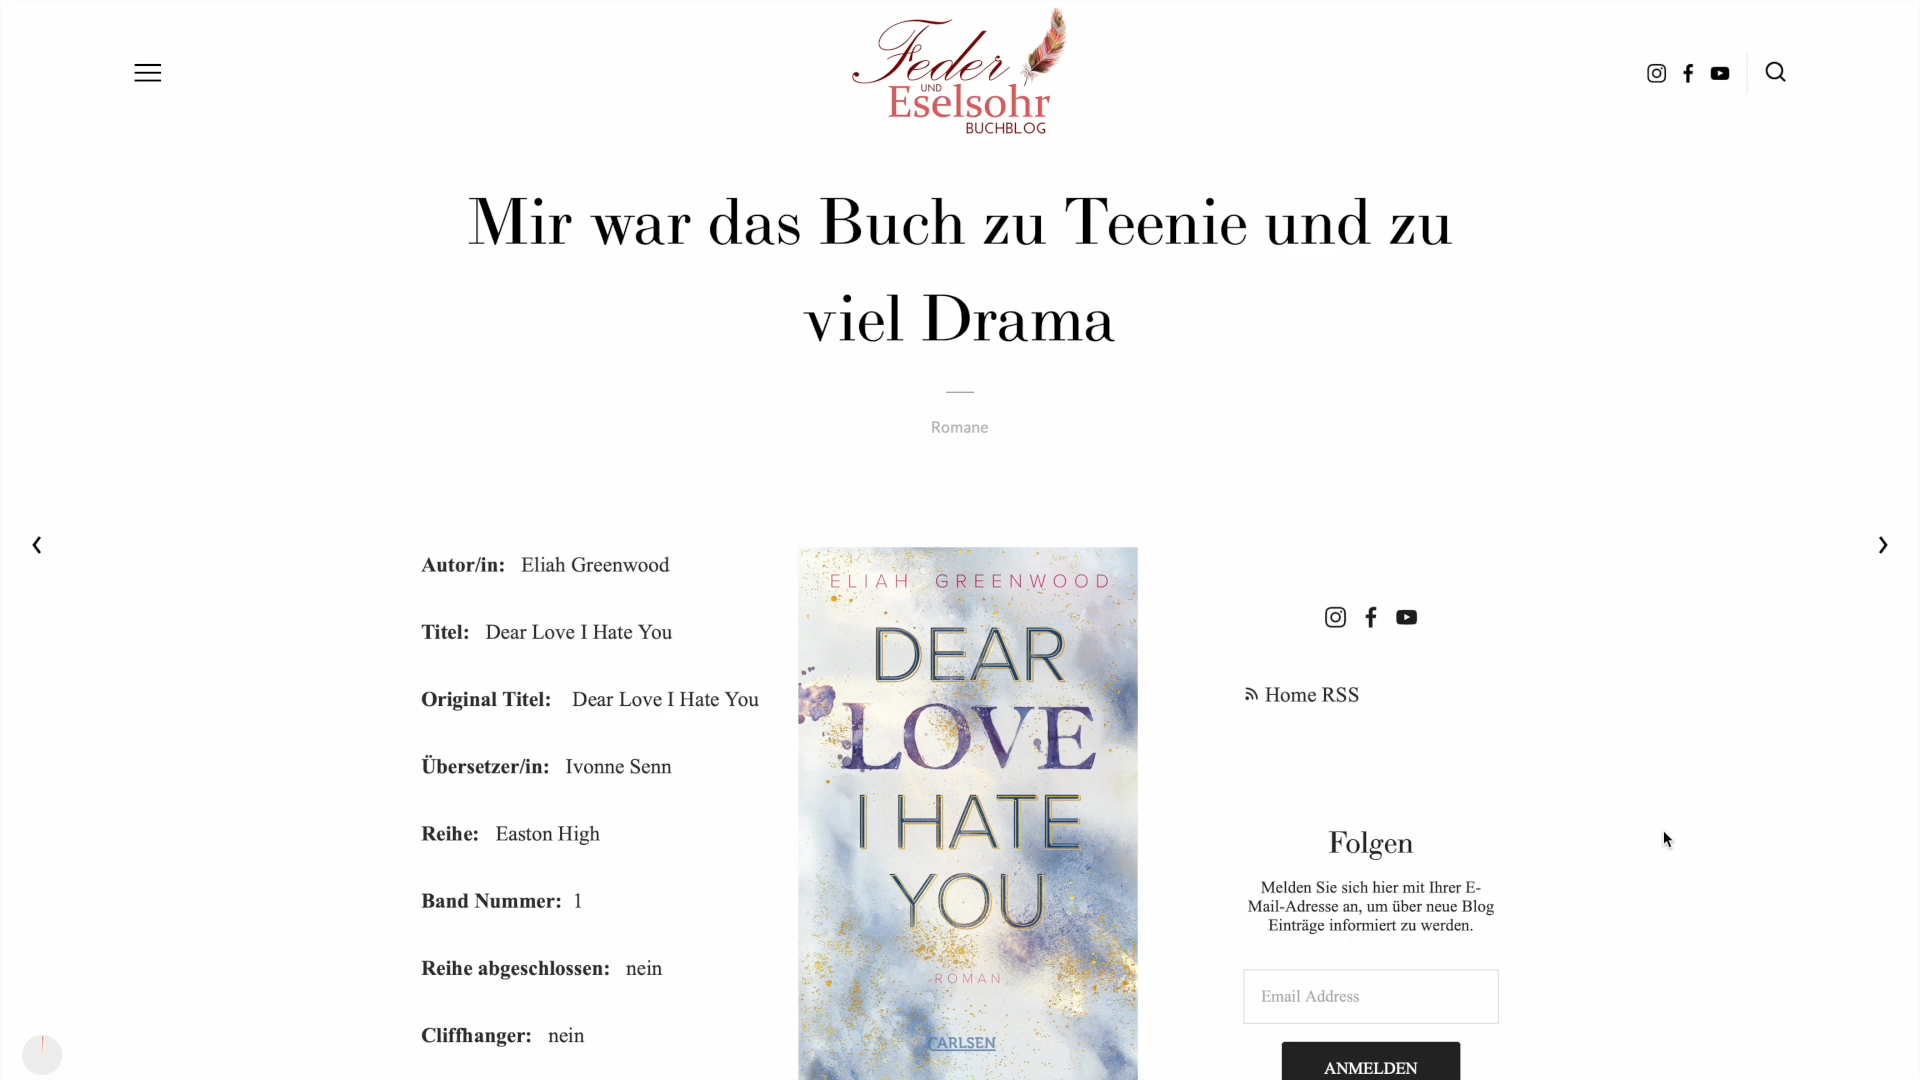 Feder
UND
Eselsohr
BUCHBLOG
Mir war das Buch zu Teenie und zu
viel Drama
Romane
Autor/in: Eliah Greenwood
Titel: Dear Love I Hate You
Original Titel: Dear Love I Hate You
Übersetzer/in: Ivonne Senn
Reihe: Easton High
Band Nummer: 1
Reihe abgeschlossen: nein
Cliffhanger: nein
ELIAH GREENWOOD
DEAR
LOVE
I HATE
YOU
ROMAN
CARLSEN
Home RSS
Folgen
Melden Sie sich hier mit Ihrer E-
Mail-Adresse an, um über neue Blog
Einträge informiert zu werden.
Email Address
ANMELDEN